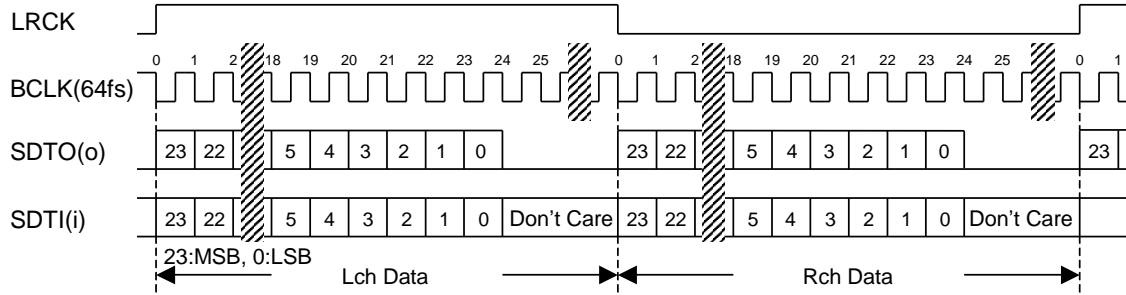 LRCK
0 1 2 18 19 20 21 22 23 24 25 0 1 2 18 19 20 21 22 23 24 25 0 1
BCLK(64fs)
SDTO(o) 23 22 5 4 3 2 1 0 23 22 5 4 3 2 1 0 23
SDTI(i) 23 22 5 4 3 2 1 0 Don't Care 23 22 5 4 3 2 1 0 Don't Care
23:MSB, 0:LSB
Lch Data Rch Data